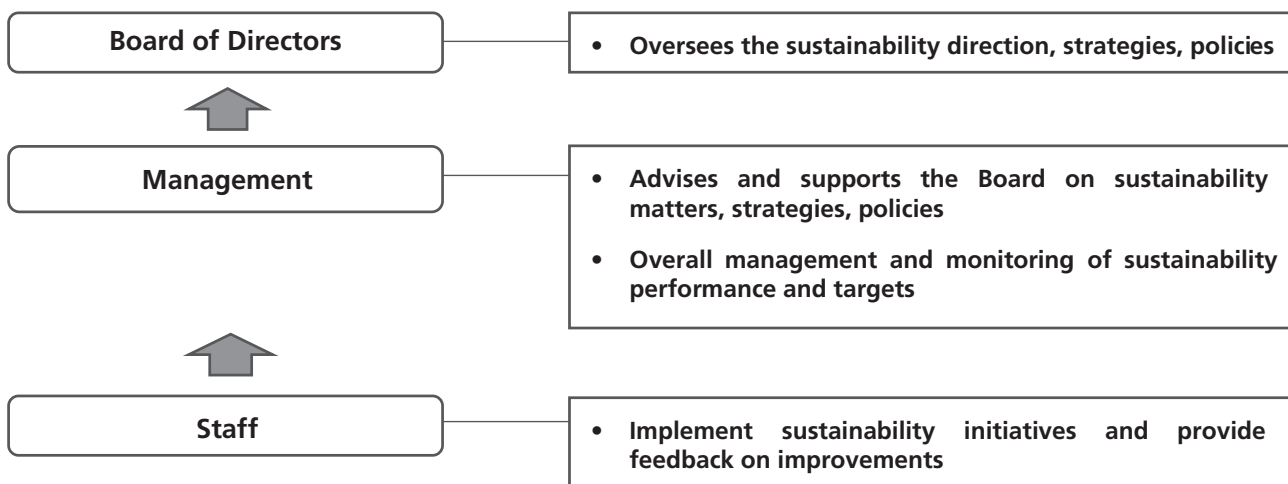 Board of Directors
• Oversees the sustainability direction, strategies, policies
Management
• Advises and supports the Board on sustainability
matters, strategies, policies
• Overall management and monitoring of sustainability
performance and targets
Staff
• Implement sustainability initiatives and provide
feedback on improvements